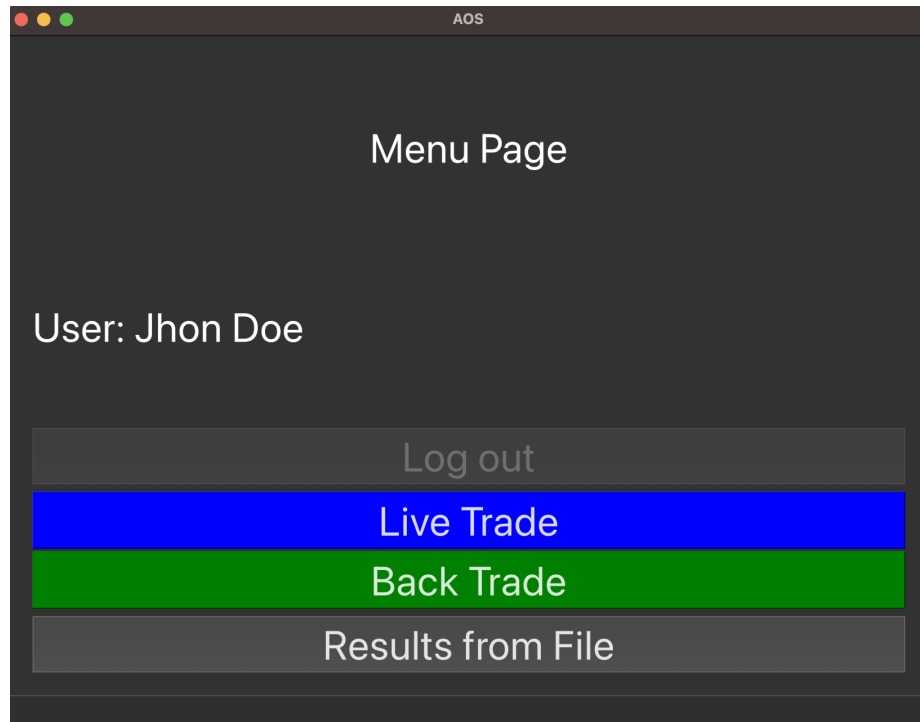 AOS
Menu Page
User: Jhon Doe
Log out
Live Trade
Back Trade
Results from File